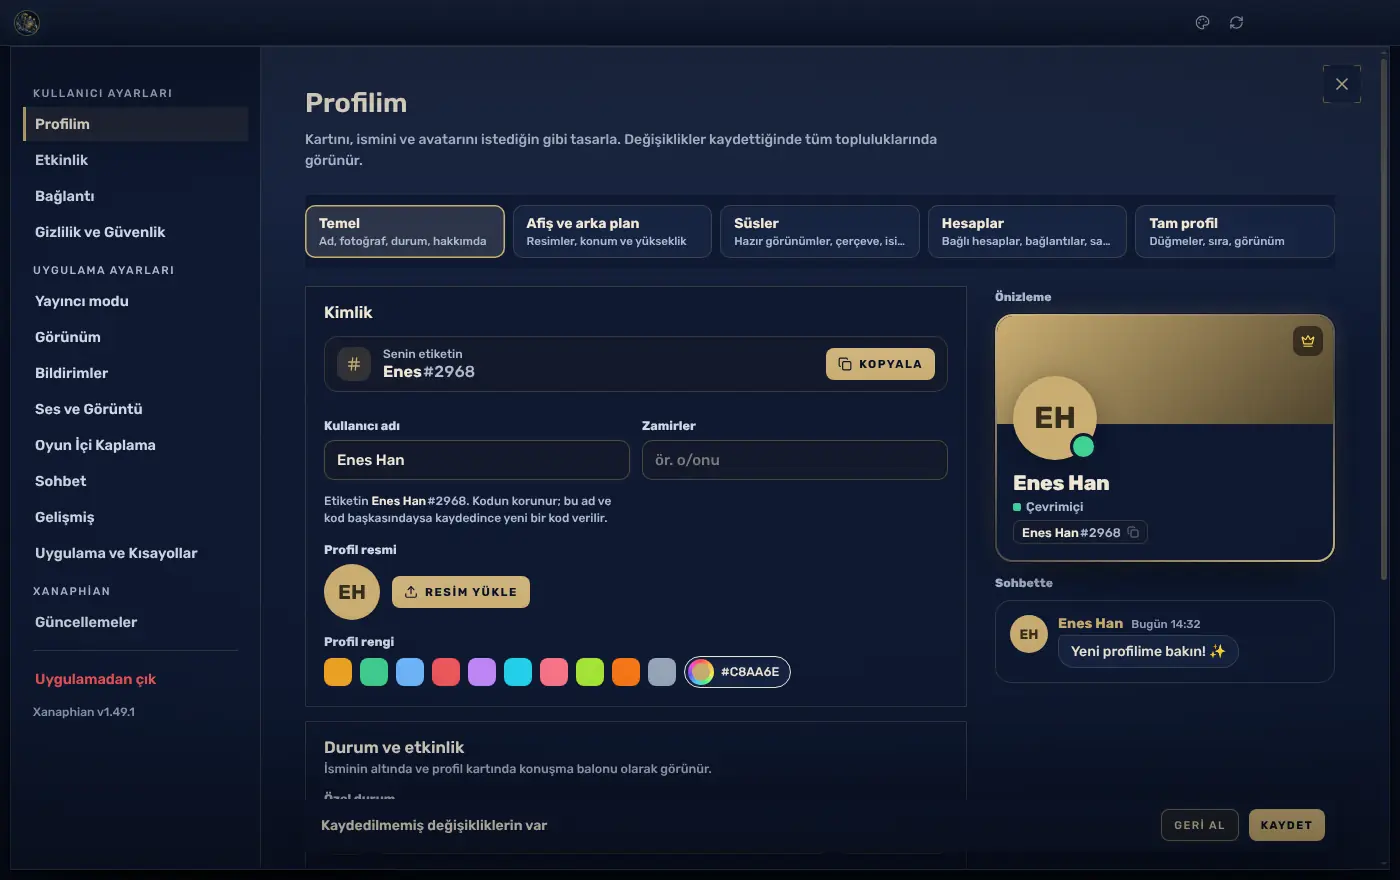 KULLANICI AYARLARI
Profilim
Etkinlik
Bağlantı
Gizlilik ve Güvenlik
UYGULAMA AYARLARI
Yayıncı modu
Görünüm
Bildirimler
Ses ve Görüntü
Oyun İçi Kaplama
Sohbet
Gelişmiş
Uygulama ve Kısayollar
XANAPHİAN
Güncellemeler
Uygulamadan çık
Xanaphian v1.49.1
Profilim
Kartını, ismini ve avatarını istediğin gibi tasarla. Değişiklikler kaydettiğinde tüm topluluklarında
görünür.
Temel
Ad, fotoğraf, durum, hakkımda
Afiş ve arka plan
Resimler, konum ve yükseklik
Süsler
Hazır görünümler, çerçeve, isi...
Hesaplar
Bağlı hesaplar, bağlantılar, sa...
Tam profil
Düğmeler, sıra, görünüm
Kimlik
# Senin etiketin
Enes#2968
KOPYALA
Kullanıcı adı
Enes Han
Zamirler
ör. o/onu
Etiketin Enes Han#2968. Kodun korunur; bu ad ve
kod başkasındaysa kaydedince yeni bir kod verilir.
Profil resmi
EH
RESİM YÜKLE
Profil rengi
#C8AA6E
Durum ve etkinlik
İsminin altında ve profil kartında konuşma balonu olarak görünür.
Özel durum
Kaydedilmemiş değişikliklerin var
GERİ AL
KAYDET
Önizleme
EH
Enes Han
Çevrimiçi
Enes Han#2968
Sohbette
EH
Enes Han Bugün 14:32
Yeni profilime bakın! ✨